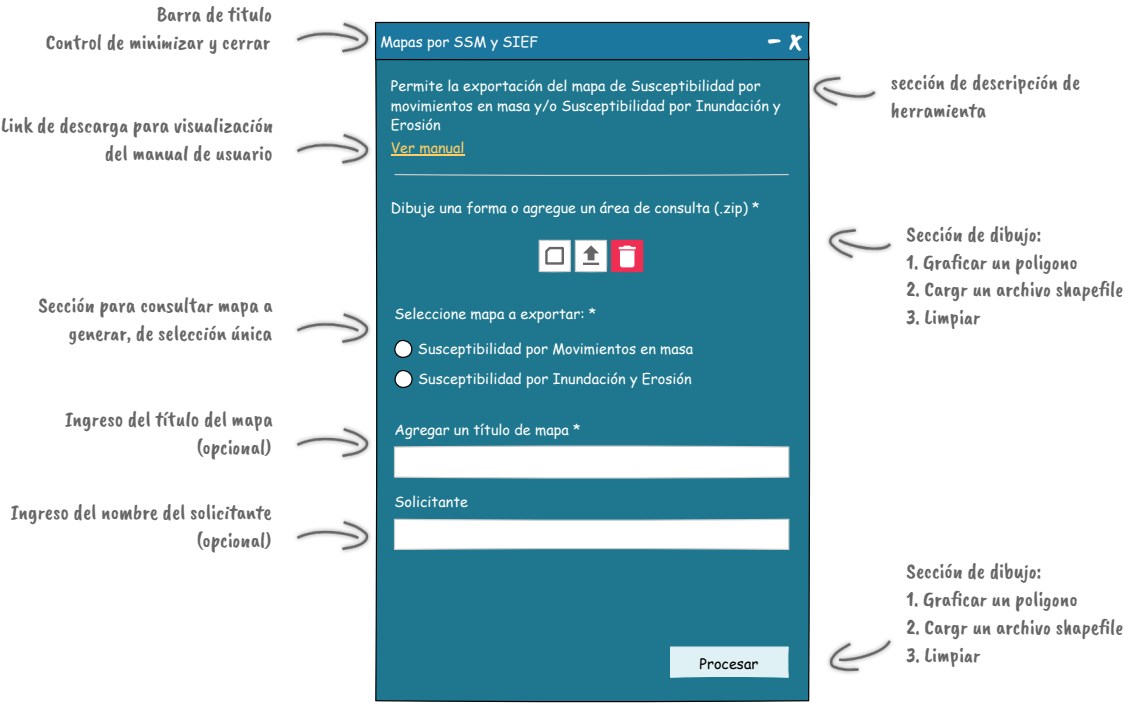 Barra de titulo
Control de minimizar y cerrar
Link de descarga para visualización
del manual de usuario
Sección para consultar mapa a
generar, de selección única
Ingreso del título del mapa
(opcional)
Ingreso del nombre del solicitante
(opcional)
Mapas por SSM y SIEF
Permite la exportación del mapa de Susceptibilidad por
movimientos en masa y/o Susceptibilidad por Inundación y
Erosión
Ver manual
Dibuje una forma o agregue un área de consulta (.zip) *
Seleccione mapa a exportar: *
Susceptibilidad por Movimientos en masa
Susceptibilidad por Inundación y Erosión
Agregar un título de mapa *
Solicitante
Procesar
sección de descripción de
herramienta
Sección de dibujo:
1. Graficar un poligono
2. Cargr un archivo shapefile
3. Limpiar
Sección de dibujo:
1. Graficar un poligono
2. Cargr un archivo shapefile
3. Limpiar